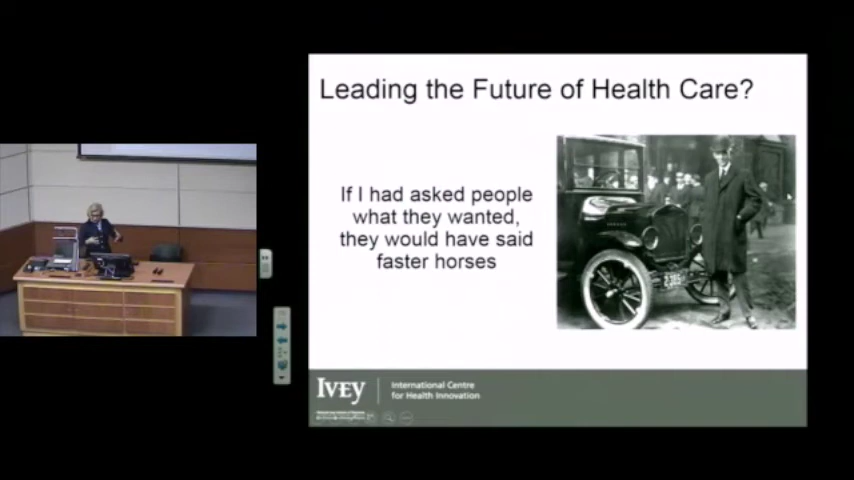 Leading the Future of Health Care?
If I had asked people
what they wanted,
they would have said
faster horses
IVEY
International Centre
for Health Innovation